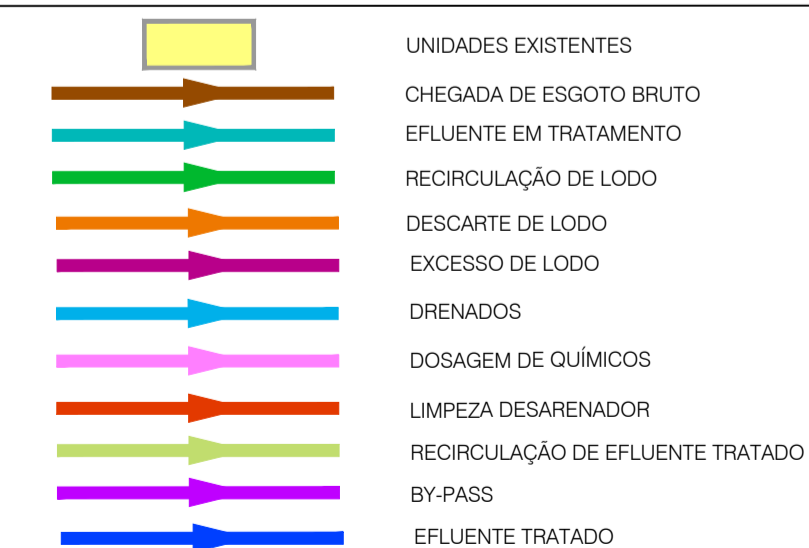 UNIDADES EXISTENTES
CHEGADA DE ESGOTO BRUTO
EFLUENTE EM TRATAMENTO
RECIRCULAÇÃO DE LODO
DESCARTE DE LODO
EXCESSO DE LODO
DRENADOS
DOSAGEM DE QUÍMICOS
LIMPEZA DESARENADOR
RECIRCULAÇÃO DE EFLUENTE TRATADO
BY-PASS
EFLUENTE TRATADO